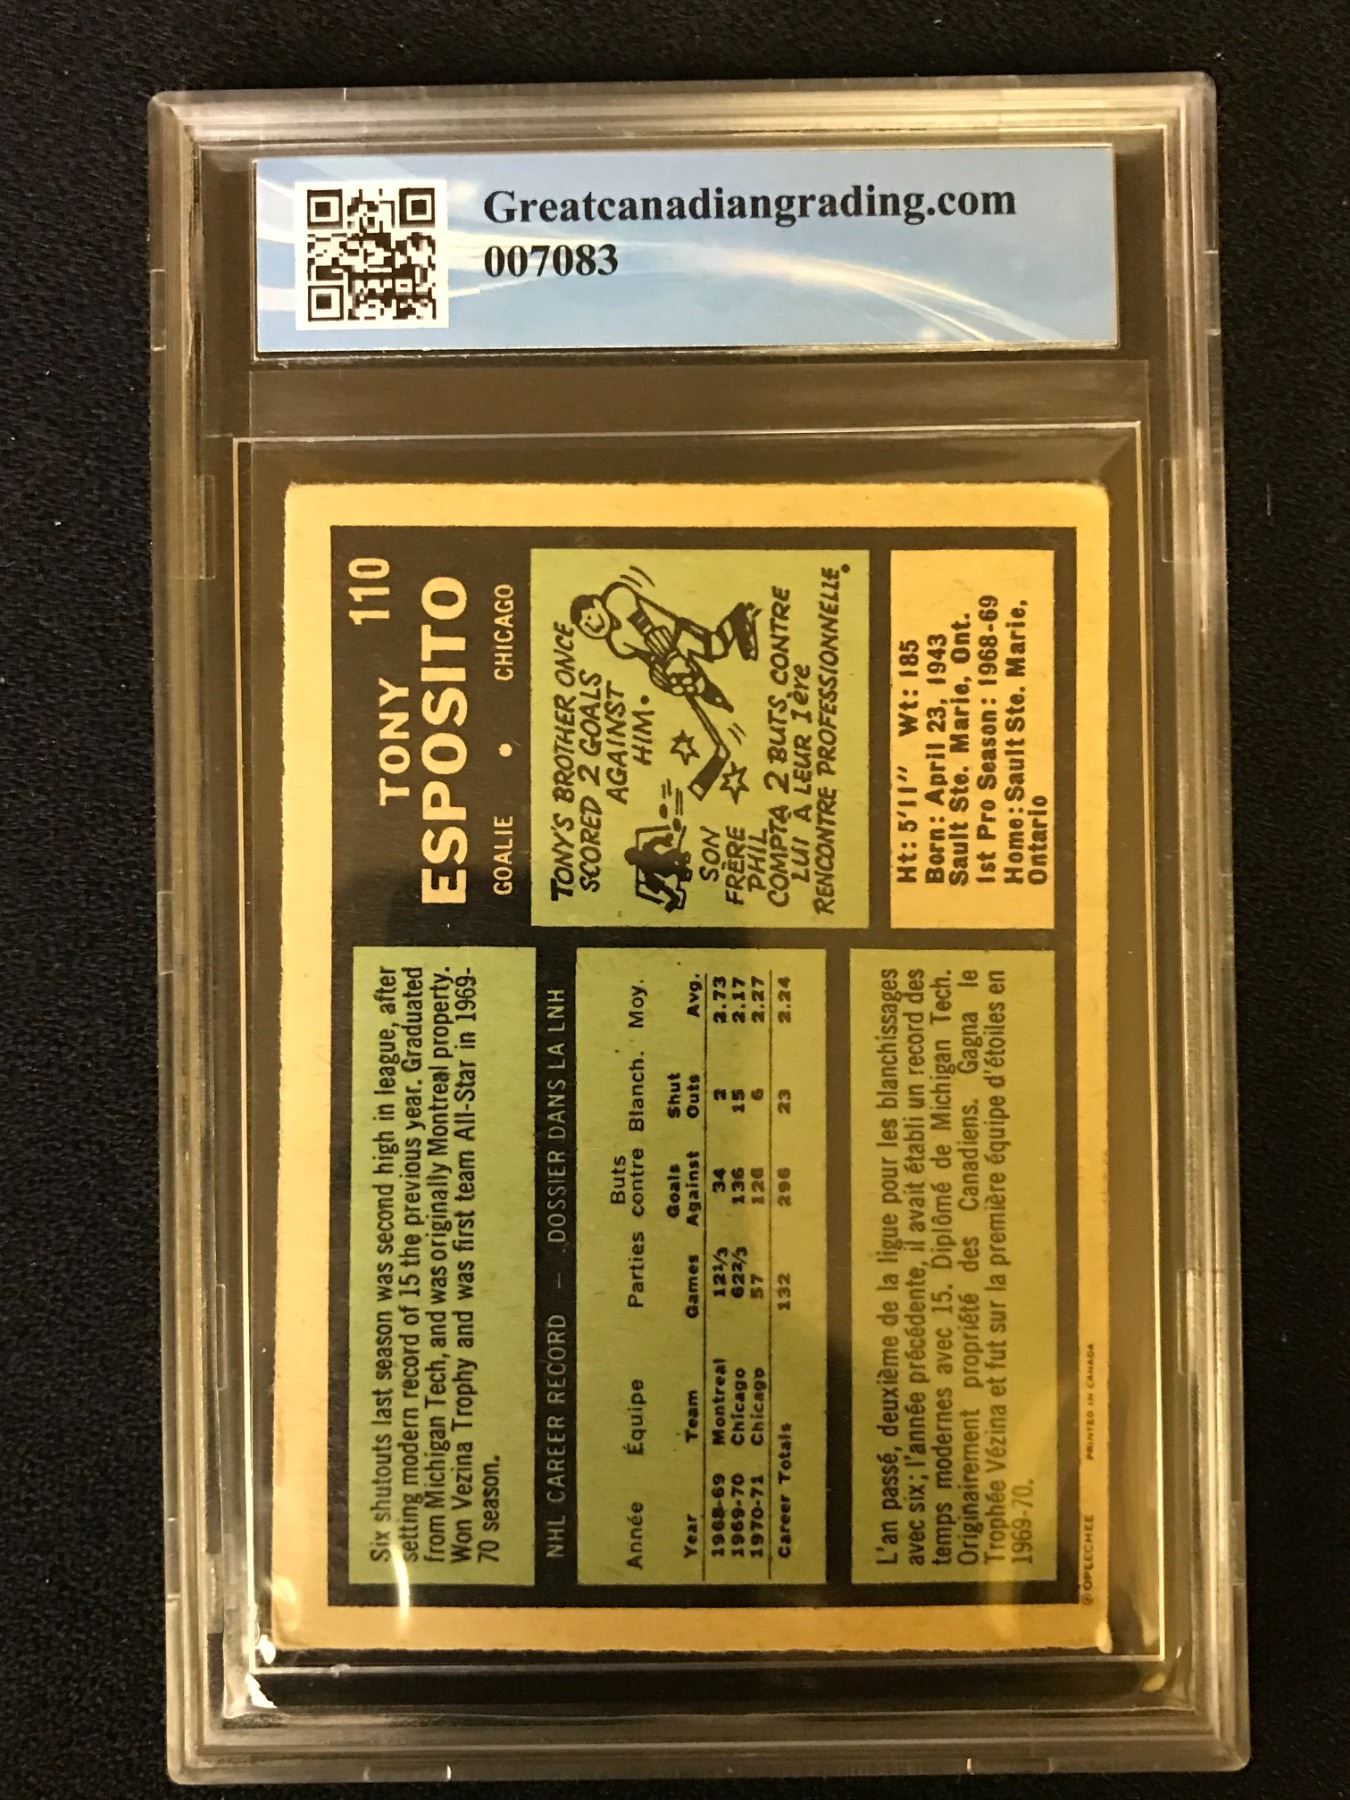 Greatcanadiangrading.com
007083
110
TONY
ESPOSITO
GOALIE • CHICAGO
Six shutouts last season was second high in league, after
setting modern record of 15 the previous year. Graduated
from Michigan Tech, and was originally Montreal property.
Won Vezina Trophy and was first team All-Star in 1969-
70 season.
TONY'S BROTHER ONCE
SCORED 2 GOALS
AGAINST
HIM.
SON
FRÈRE
PHIL
COMPTA 2 BUTS CONTRE
LUI A LEUR 1ère
RENCONTRE PROFESSIONNELLE.
NHL CAREER RECORD — DOSSIER DANS LA LNH
Année Équipe Parties Buts contre Blanch. Moy.
Year Team Games Goals Against Shut Outs Avg.
1968-69 Montreal 12⅓ 34 2 2.73
1969-70 Chicago 62⅔ 136 15 2.17
1970-71 Chicago 57 126 6 2.27
Career Totals 132 296 23 2.24
Ht: 5'11" Wt: 185
Born: April 23, 1943
Sault Ste. Marie, Ont.
1st Pro Season: 1968-69
Home: Sault Ste. Marie,
Ontario
L'an passé, deuxième de la ligue pour les blanchissages
avec six; l'année précédente, il avait établi un record des
temps modernes avec 15. Diplômé de Michigan Tech.
Originairement propriété des Canadiens. Gagna le
Trophée Vézina et fut sur la première équipe d'étoiles en
1969-70.
© OPEECHEE PRINTED IN CANADA